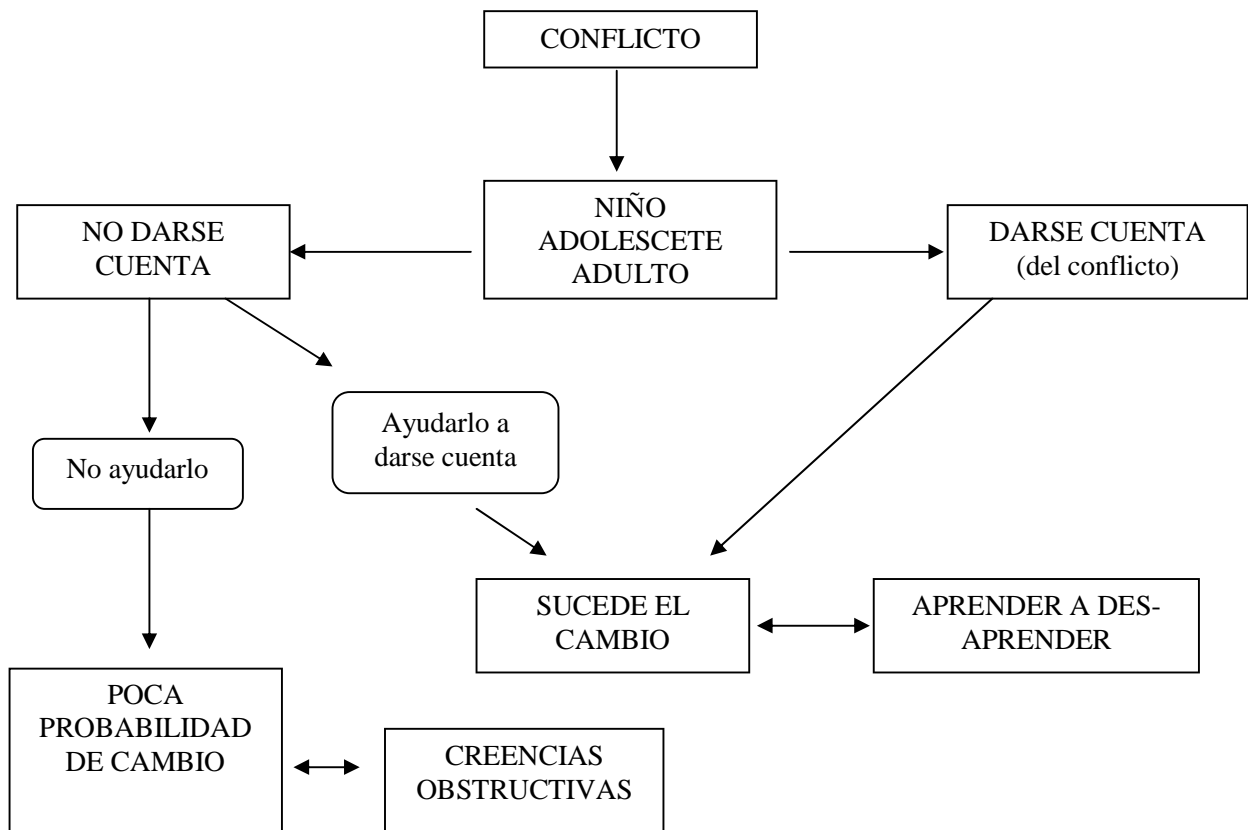 CONFLICTO
NIÑO
ADOLESCETE
ADULTO
NO DARSE
CUENTA
DARSE CUENTA
(del conflicto)
Ayudarlo a
darse cuenta
No ayudarlo
SUCEDE EL
CAMBIO
APRENDER A DES-
APRENDER
POCA
PROBABILIDAD
DE CAMBIO
CREENCIAS
OBSTRUCTIVAS